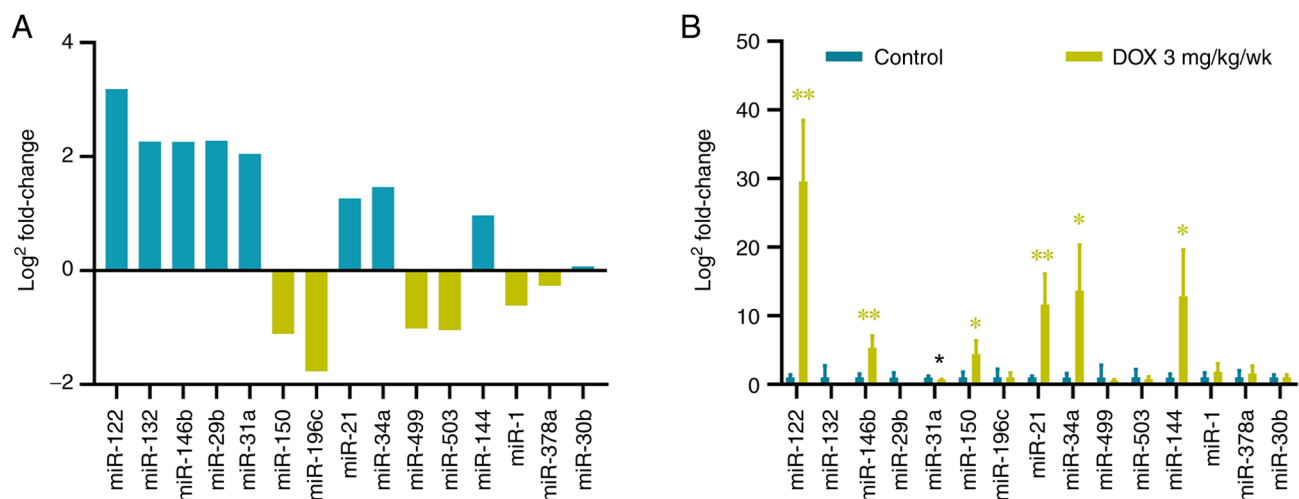 A
Log² fold-change
4
2
0
–2
miR-122
miR-132
miR-146b
miR-29b
miR-31a
miR-150
miR-196c
miR-21
miR-34a
miR-499
miR-503
miR-144
miR-1
miR-378a
miR-30b
B
Control
DOX 3 mg/kg/wk
Log² fold-change
50
40
30
20
10
0
**
**
*
*
**
*
*
miR-122
miR-132
miR-146b
miR-29b
miR-31a
miR-150
miR-196c
miR-21
miR-34a
miR-499
miR-503
miR-144
miR-1
miR-378a
miR-30b